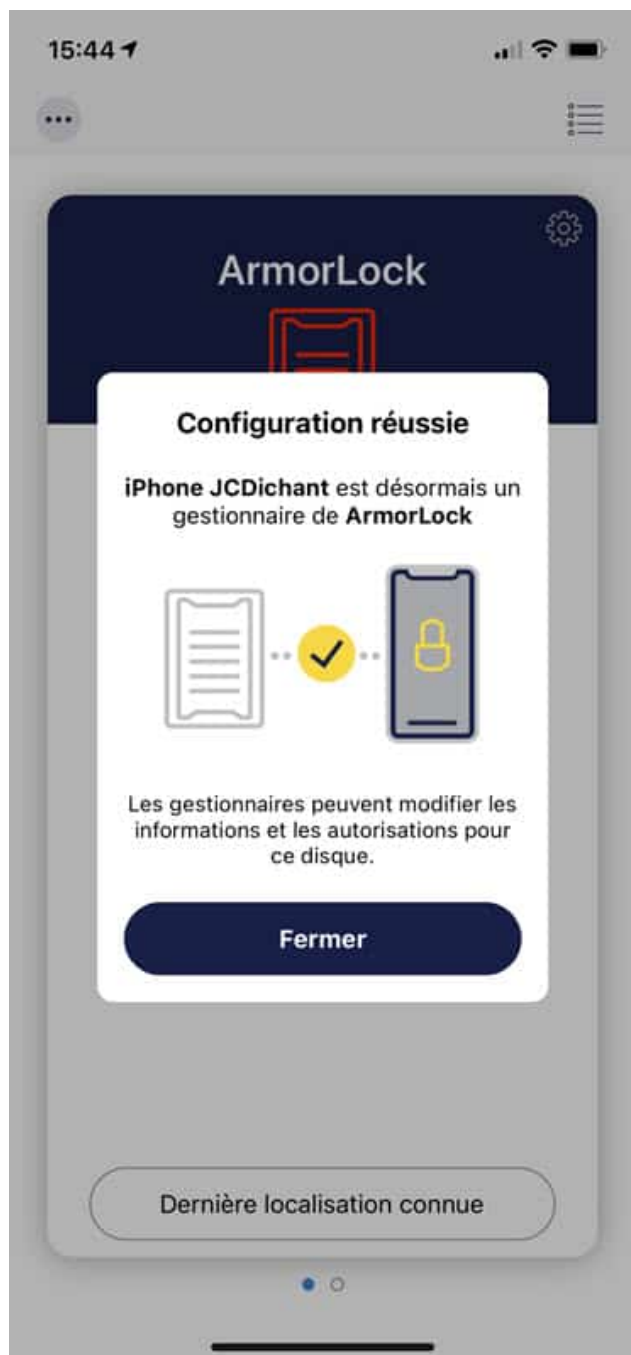 15:44
ArmorLock
Configuration réussie
iPhone JCDichant est désormais un
gestionnaire de ArmorLock
Les gestionnaires peuvent modifier les
informations et les autorisations pour
ce disque.
Fermer
Dernière localisation connue